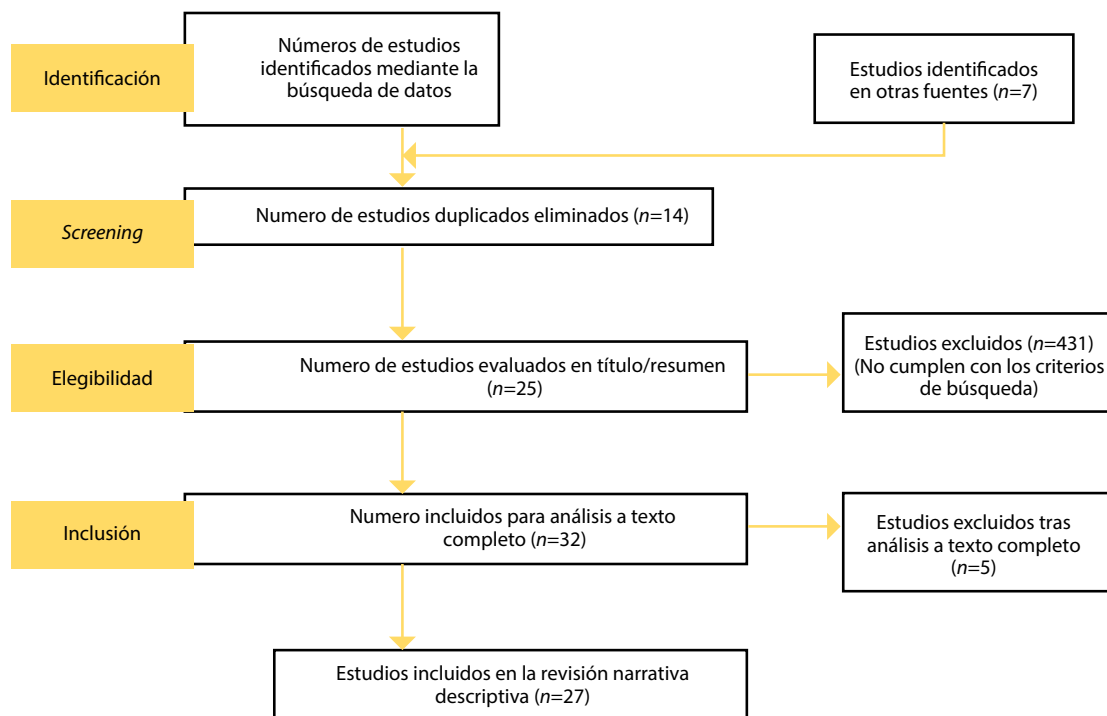 Identificación
Números de estudios
identificados mediante la
búsqueda de datos
Estudios identificados
en otras fuentes (n=7)
Screening
Numero de estudios duplicados eliminados (n=14)
Elegibilidad
Numero de estudios evaluados en título/resumen
(n=25)
Estudios excluidos (n=431)
(No cumplen con los criterios
de búsqueda)
Inclusión
Numero incluidos para análisis a texto
completo (n=32)
Estudios excluidos tras
análisis a texto completo
(n=5)
Estudios incluidos en la revisión narrativa
descriptiva (n=27)